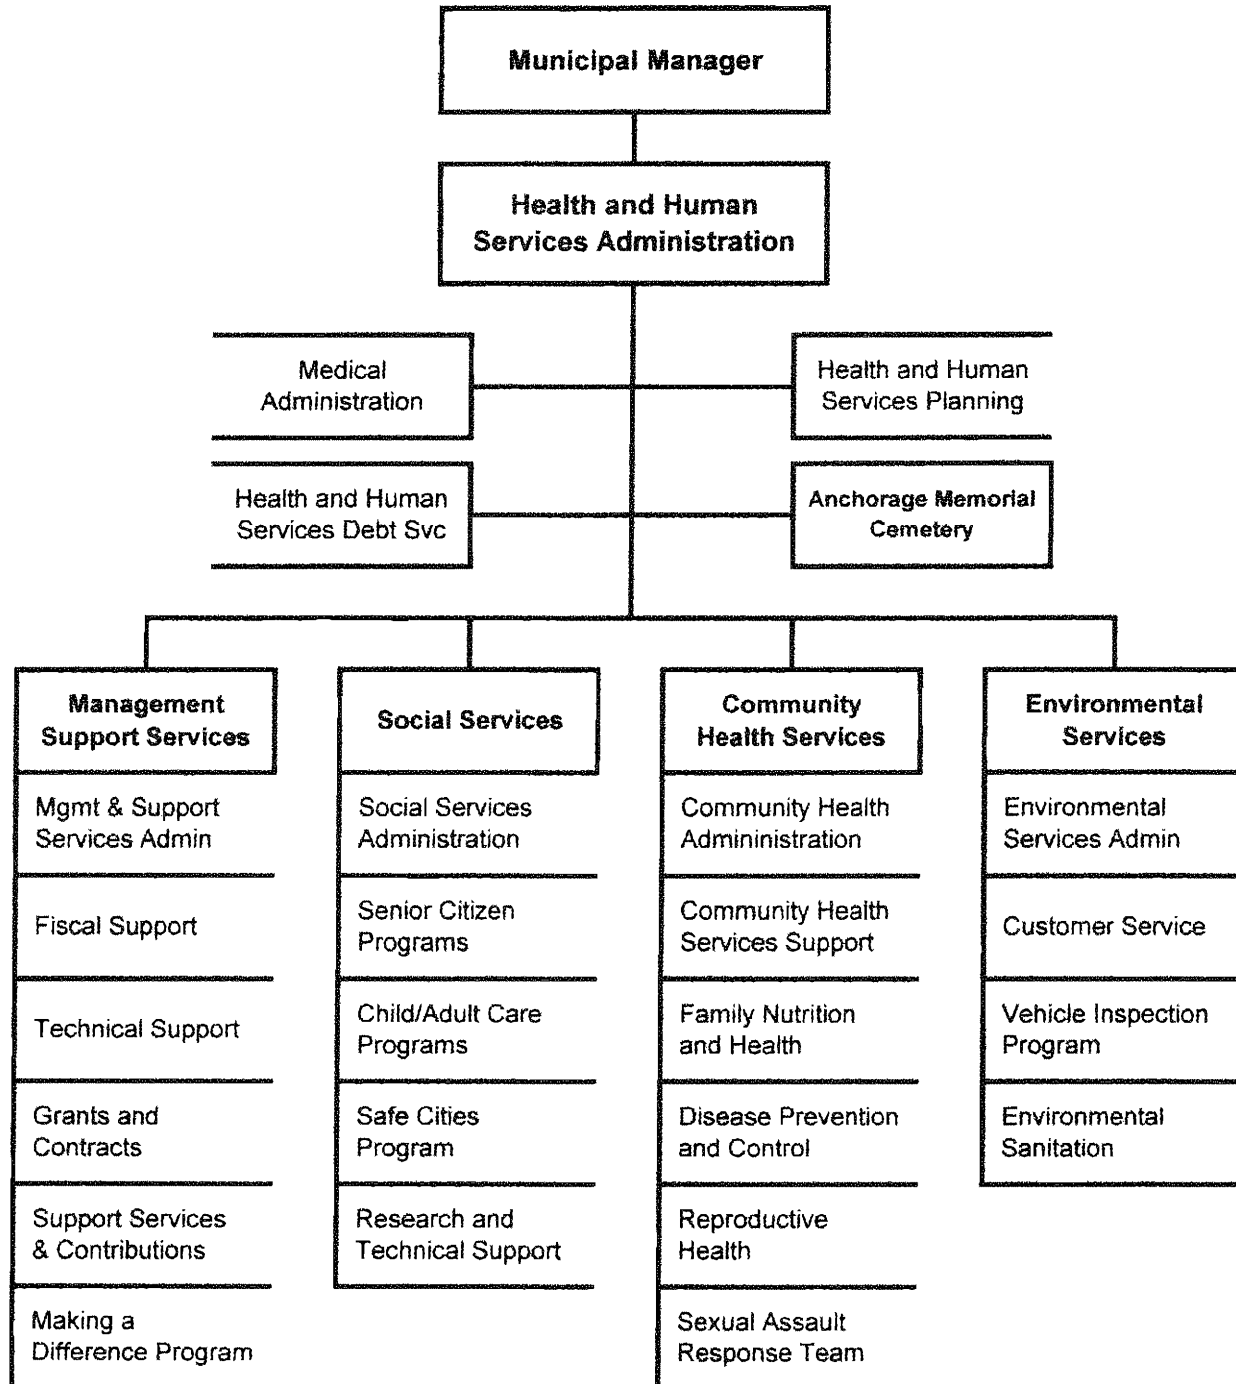 Municipal Manager
Health and Human
Services Administration
Medical
Administration
Health and Human
Services Planning
Health and Human
Services Debt Svc
Anchorage Memorial
Cemetery
Management
Support Services
Mgmt & Support
Services Admin
Fiscal Support
Technical Support
Grants and
Contracts
Support Services
& Contributions
Making a
Difference Program
Social Services
Social Services
Administration
Senior Citizen
Programs
Child/Adult Care
Programs
Safe Cities
Program
Research and
Technical Support
Community
Health Services
Community Health
Admininistration
Community Health
Services Support
Family Nutrition
and Health
Disease Prevention
and Control
Reproductive
Health
Sexual Assault
Response Team
Environmental
Services
Environmental
Services Admin
Customer Service
Vehicle Inspection
Program
Environmental
Sanitation